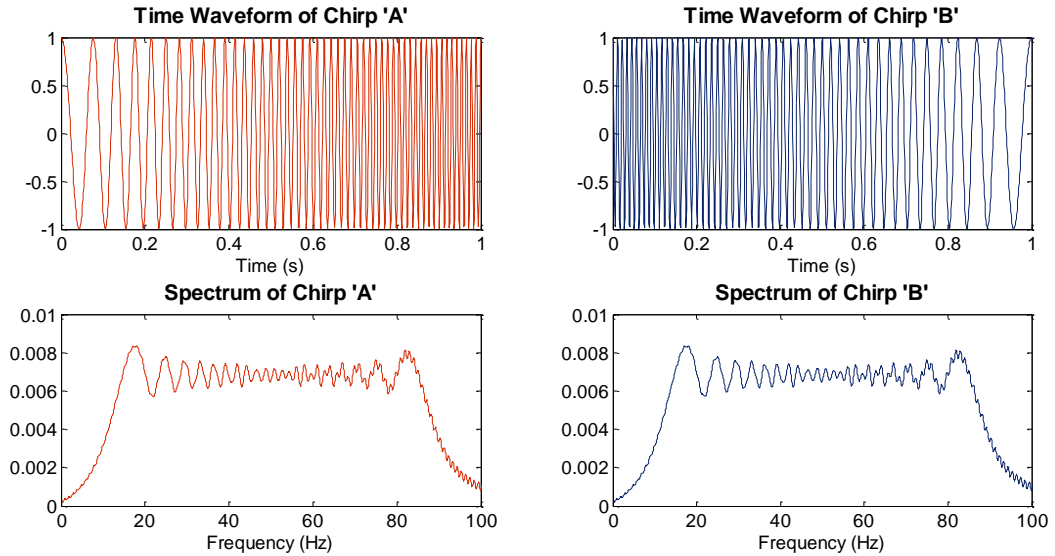 Time Waveform of Chirp 'A'
1
0.5
0
-0.5
-1
0 0.2 0.4 0.6 0.8 1
Time (s)
Time Waveform of Chirp 'B'
1
0.5
0
-0.5
-1
0 0.2 0.4 0.6 0.8 1
Time (s)
Spectrum of Chirp 'A'
0.01
0.008
0.006
0.004
0.002
0
0 20 40 60 80 100
Frequency (Hz)
Spectrum of Chirp 'B'
0.01
0.008
0.006
0.004
0.002
0
0 20 40 60 80 100
Frequency (Hz)